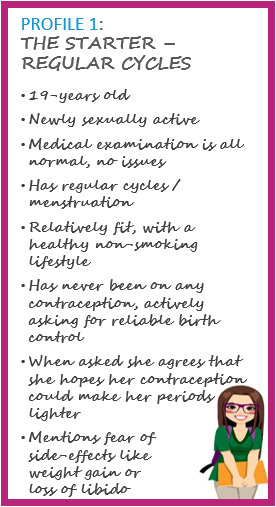 PROFILE 1:
THE STARTER –
REGULAR CYCLES
• 19-years old
• Newly sexually active
• Medical examination is all
normal, no issues
• Has regular cycles /
menstruation
• Relatively fit, with a
healthy non-smoking
lifestyle
• Has never been on any
contraception, actively
asking for reliable birth
control
• When asked she agrees that
she hopes her contraception
could make her periods
lighter
• Mentions fear of
side-effects like
weight gain or
loss of libido